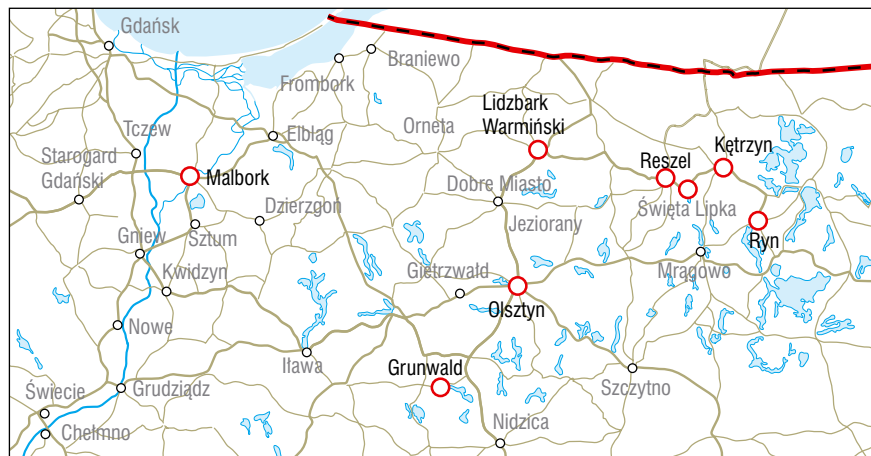 Gdańsk
Braniewo
Frombork
Lidzbark
Warmiński
Tczew
Elbląg
Orneta
Starogard
Gdański
Malbork
Reszel
Kętrzyn
Dobre Miasto
Święta Lipka
Dzierzgoń
Jeziorany
Sztum
Gniew
Ryn
Kwidzyn
Gietrzwałd
Mrągowo
Olsztyn
Nowe
Iława
Grunwald
Szczytno
Świecie
Grudziądz
Chełmno
Nidzica